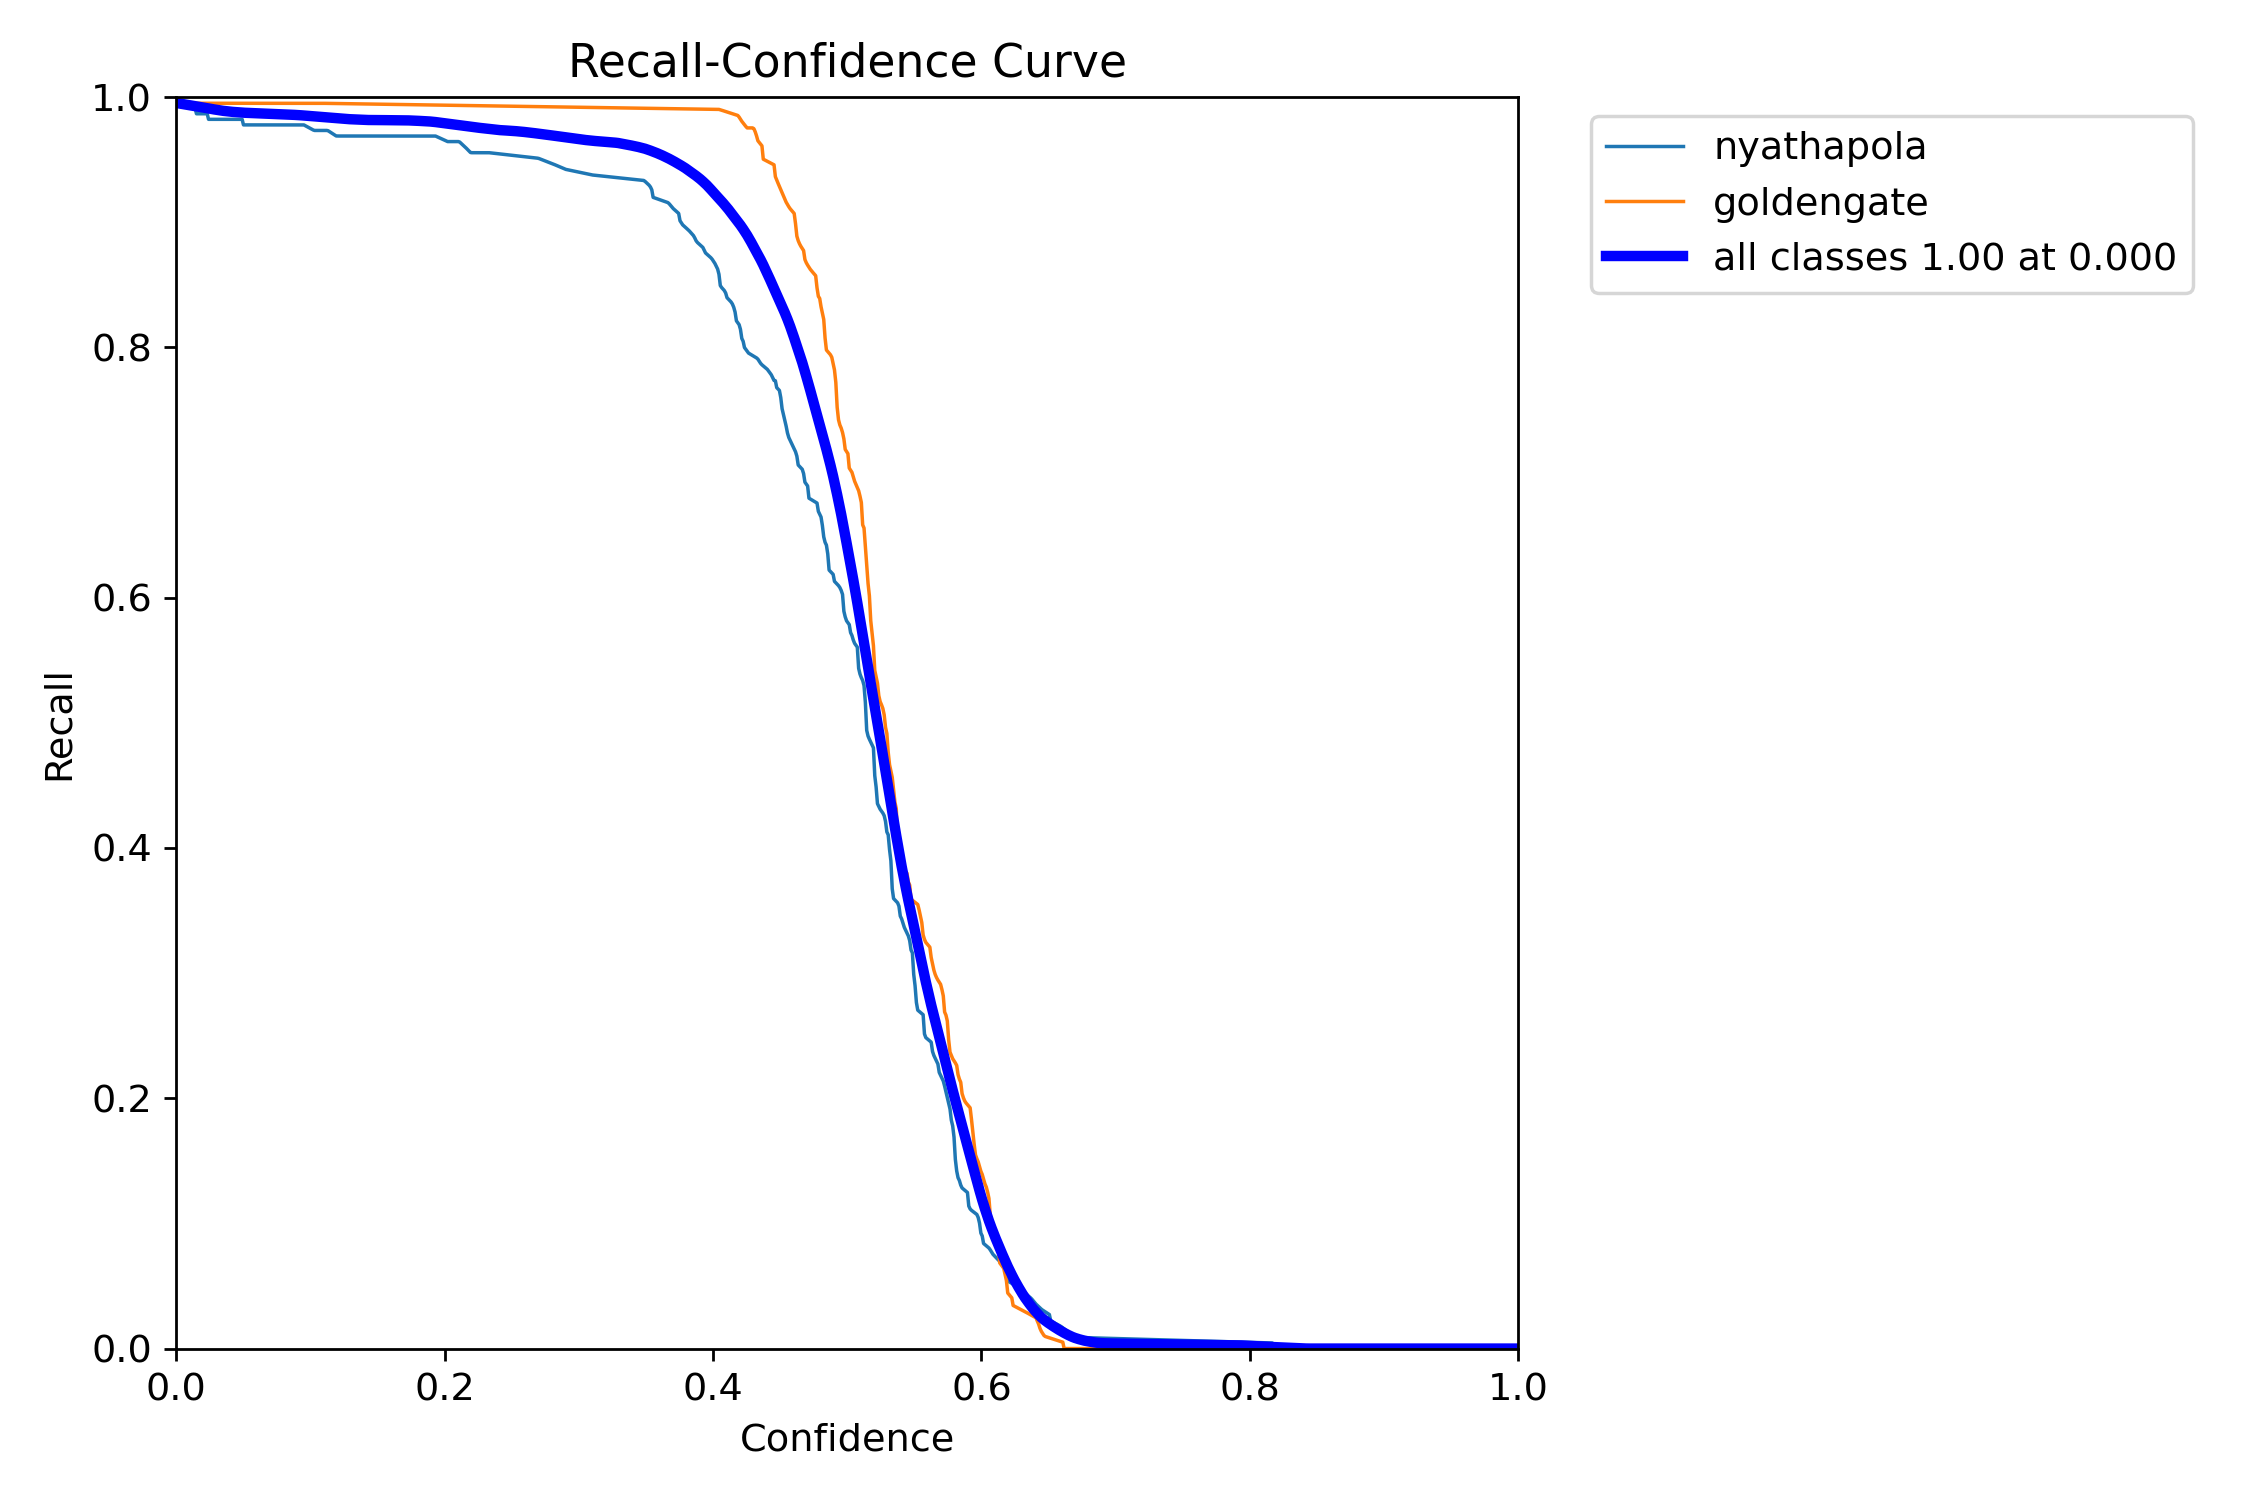 Recall-Confidence Curve
1.0
0.8
0.6
0.4
0.2
0.0
Recall
0.0 0.2 0.4 0.6 0.8 1.0
Confidence
nyathapola
goldengate
all classes 1.00 at 0.000